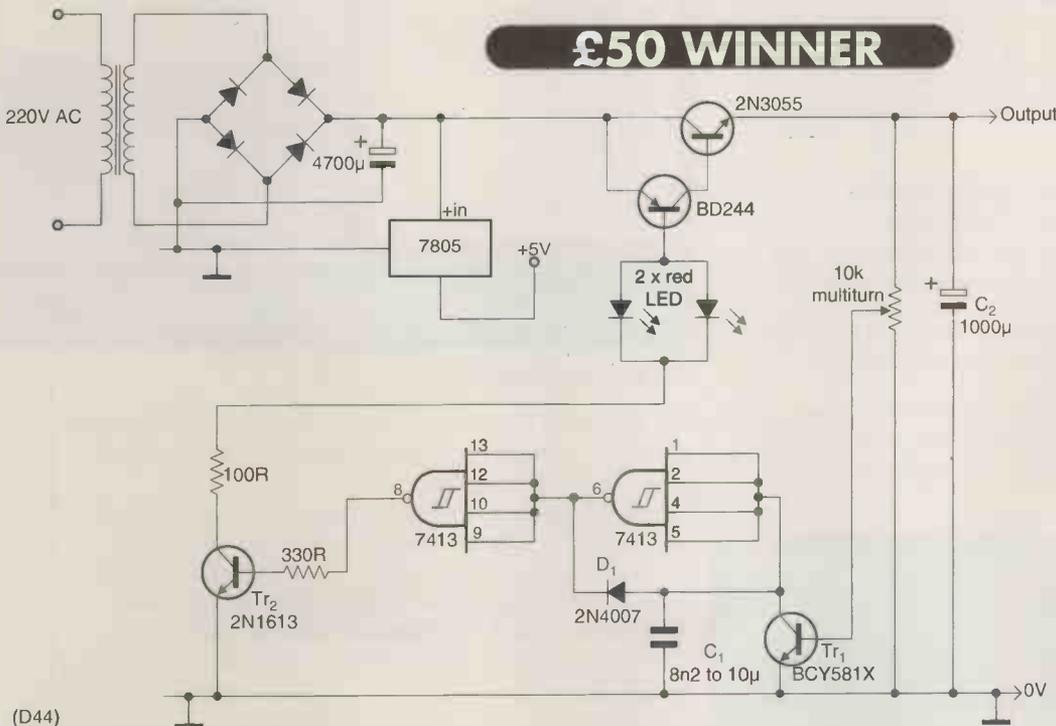 £50 WINNER
220V AC
+
4700µ
+in
7805
+5V
2N3055
Output
BD244
2 x red
LED
10k
multiturn
+
C2
1000µ
100R
13
12
10
9
8
7413
1
2
4
5
6
7413
330R
Tr2
2N1613
D1
2N4007
C1
8n2 to 10µ
Tr1
BCY581X
0V
(D44)